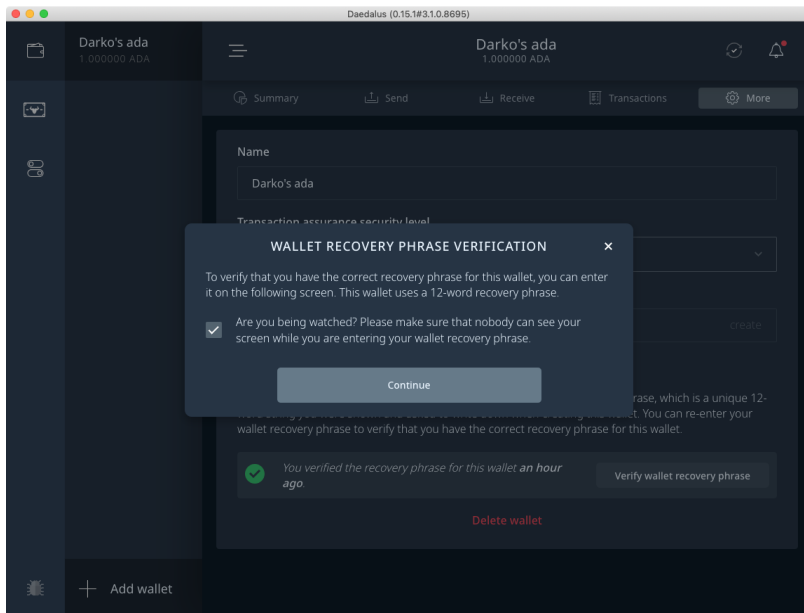 Daedalus (0.15.1#3.1.0.8695)
Darko's ada
1.000000 ADA
Darko's ada
1.000000 ADA
Summary
Send
Receive
Transactions
More
Name
Darko's ada
Transaction assurance security level
WALLET RECOVERY PHRASE VERIFICATION
To verify that you have the correct recovery phrase for this wallet, you can enter
it on the following screen. This wallet uses a 12-word recovery phrase.
Are you being watched? Please make sure that nobody can see your
screen while you are entering your wallet recovery phrase.
Continue
create
rase, which is a unique 12-
You can re-enter your
wallet recovery phrase to verify that you have the correct recovery phrase for this wallet.
You verified the recovery phrase for this wallet an hour
ago.
Verify wallet recovery phrase
Delete wallet
Add wallet